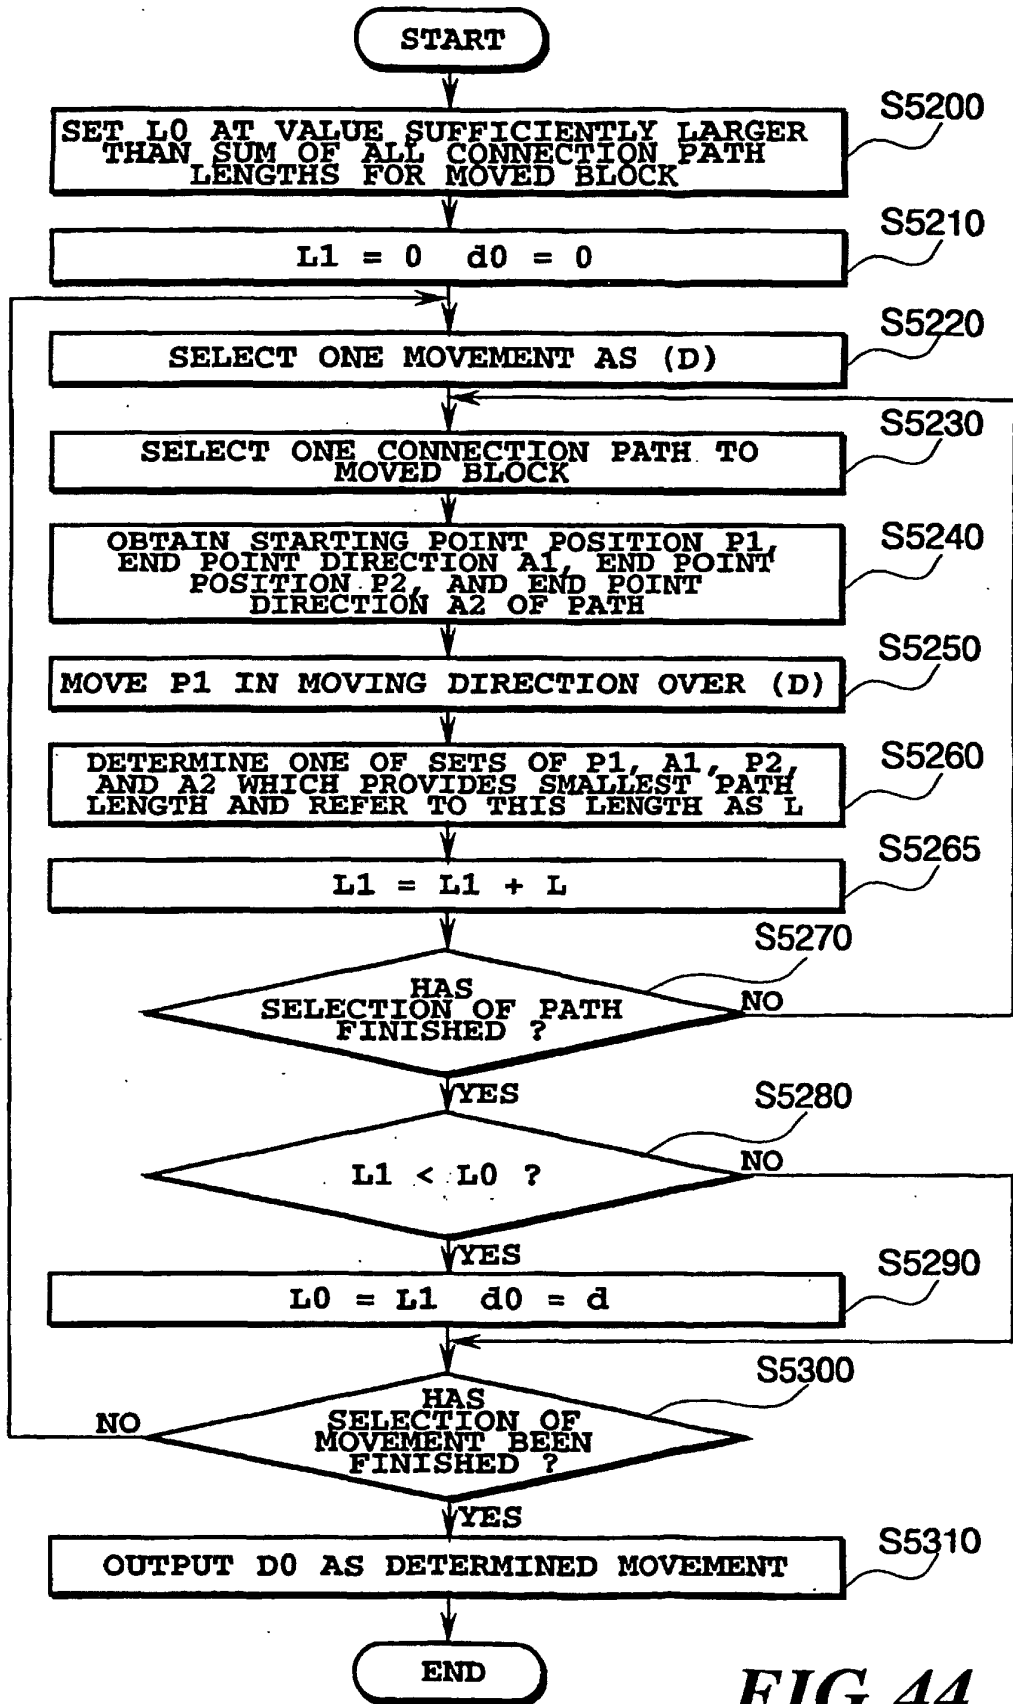 START
S5200
SET L0 AT VALUE SUFFICIENTLY LARGER
THAN SUM OF ALL CONNECTION PATH
LENGTHS FOR MOVED BLOCK
S5210
L1 = 0 d0 = 0
S5220
SELECT ONE MOVEMENT AS (D)
S5230
SELECT ONE CONNECTION PATH TO
MOVED BLOCK
S5240
OBTAIN STARTING POINT POSITION P1,
END POINT DIRECTION A1, END POINT
POSITION P2, AND END POINT
DIRECTION A2 OF PATH
S5250
MOVE P1 IN MOVING DIRECTION OVER (D)
S5260
DETERMINE ONE OF SETS OF P1, A1, P2,
AND A2 WHICH PROVIDES SMALLEST PATH
LENGTH AND REFER TO THIS LENGTH AS L
S5265
L1 = L1 + L
S5270
HAS
SELECTION OF PATH
FINISHED ?
NO
YES
S5280
L1 < L0 ?
NO
YES
S5290
L0 = L1 d0 = d
S5300
HAS
SELECTION OF
MOVEMENT BEEN
FINISHED ?
NO
YES
S5310
OUTPUT D0 AS DETERMINED MOVEMENT
END
FIG. 44